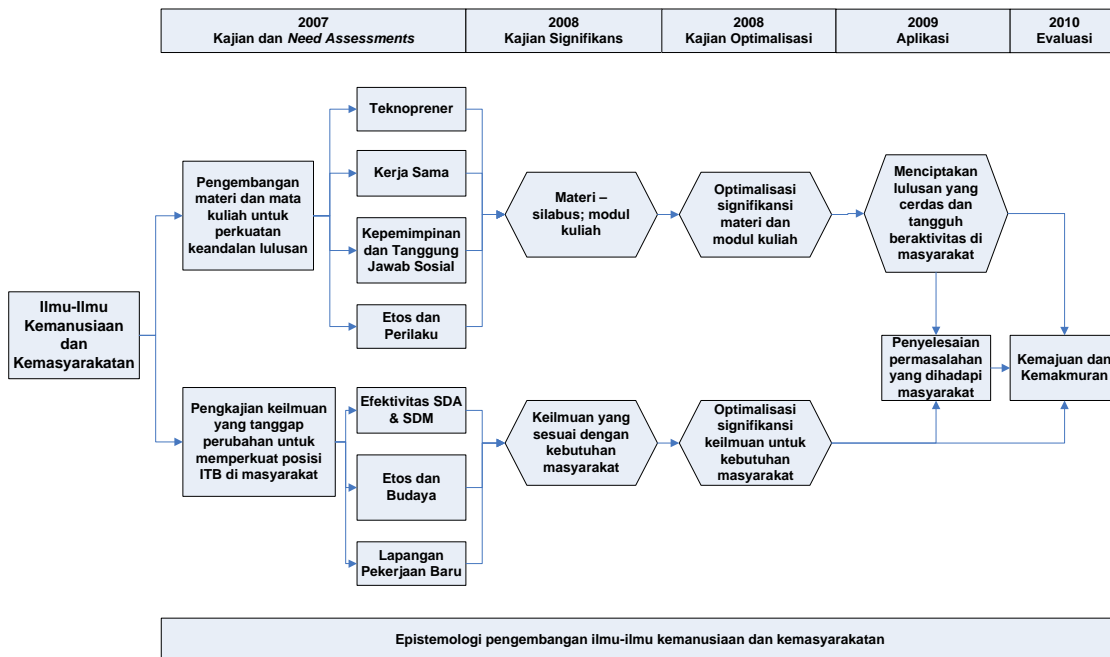 2007
Kajian dan Need Assessments
2008
Kajian Signifikans
2008
Kajian Optimalisasi
2009
Aplikasi
2010
Evaluasi
Ilmu-Ilmu
Kemanusiaan
dan
Kemasyarakatan
Pengembangan
materi dan mata
kuliah untuk
perkuatan
keandalan lulusan
Teknoprener
Kerja Sama
Kepemimpinan
dan Tanggung
Jawab Sosial
Etos dan
Perilaku
Materi –
silabus; modul
kuliah
Optimalisasi
signifikansi
materi dan
modul kuliah
Menciptakan
lulusan yang
cerdas dan
tangguh
beraktivitas di
masyarakat
Penyelesaian
permasalahan
yang dihadapi
masyarakat
Kemajuan dan
Kemakmuran
Pengkajian keilmuan
yang tanggap
perubahan untuk
memperkuat posisi
ITB di masyarakat
Efektivitas SDA
& SDM
Etos dan
Budaya
Lapangan
Pekerjaan Baru
Keilmuan yang
sesuai dengan
kebutuhan
masyarakat
Optimalisasi
signifikansi
keilmuan untuk
kebutuhan
masyarakat
Epistemologi pengembangan ilmu-ilmu kemanusiaan dan kemasyarakatan